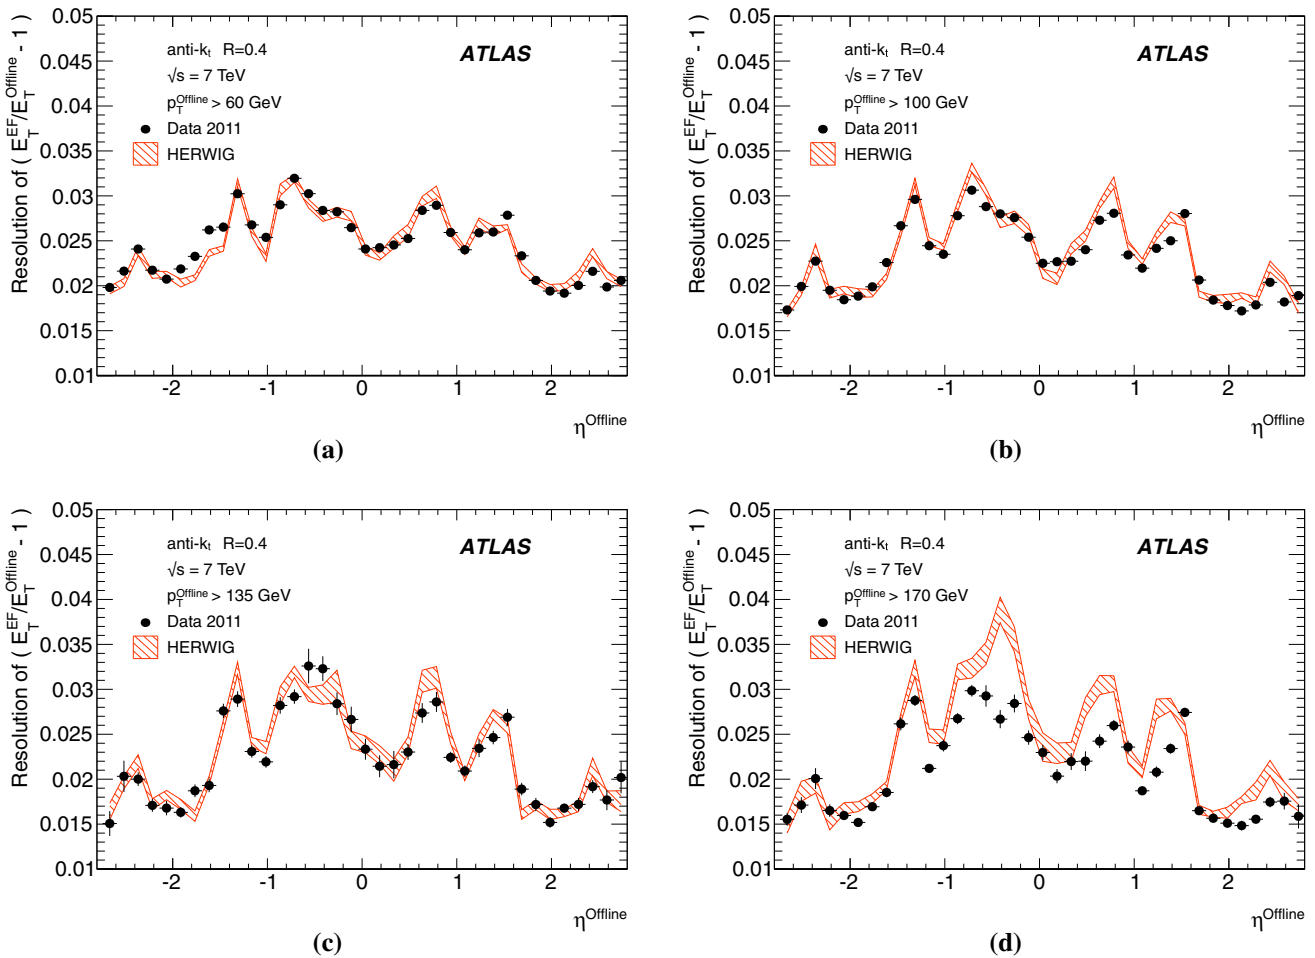 Resolution of ( E_T^EF/E_T^Offline - 1 )
0.05
0.045
0.04
0.035
0.03
0.025
0.02
0.015
0.01
anti-k_t R=0.4
√s = 7 TeV
p_T^Offline > 60 GeV
Data 2011
HERWIG
ATLAS
-2 -1 0 1 2
η^Offline
(a)
Resolution of ( E_T^EF/E_T^Offline - 1 )
0.05
0.045
0.04
0.035
0.03
0.025
0.02
0.015
0.01
anti-k_t R=0.4
√s = 7 TeV
p_T^Offline > 100 GeV
Data 2011
HERWIG
ATLAS
-2 -1 0 1 2
η^Offline
(b)
Resolution of ( E_T^EF/E_T^Offline - 1 )
0.05
0.045
0.04
0.035
0.03
0.025
0.02
0.015
0.01
anti-k_t R=0.4
√s = 7 TeV
p_T^Offline > 135 GeV
Data 2011
HERWIG
ATLAS
-2 -1 0 1 2
η^Offline
(c)
Resolution of ( E_T^EF/E_T^Offline - 1 )
0.05
0.045
0.04
0.035
0.03
0.025
0.02
0.015
0.01
anti-k_t R=0.4
√s = 7 TeV
p_T^Offline > 170 GeV
Data 2011
HERWIG
ATLAS
-2 -1 0 1 2
η^Offline
(d)